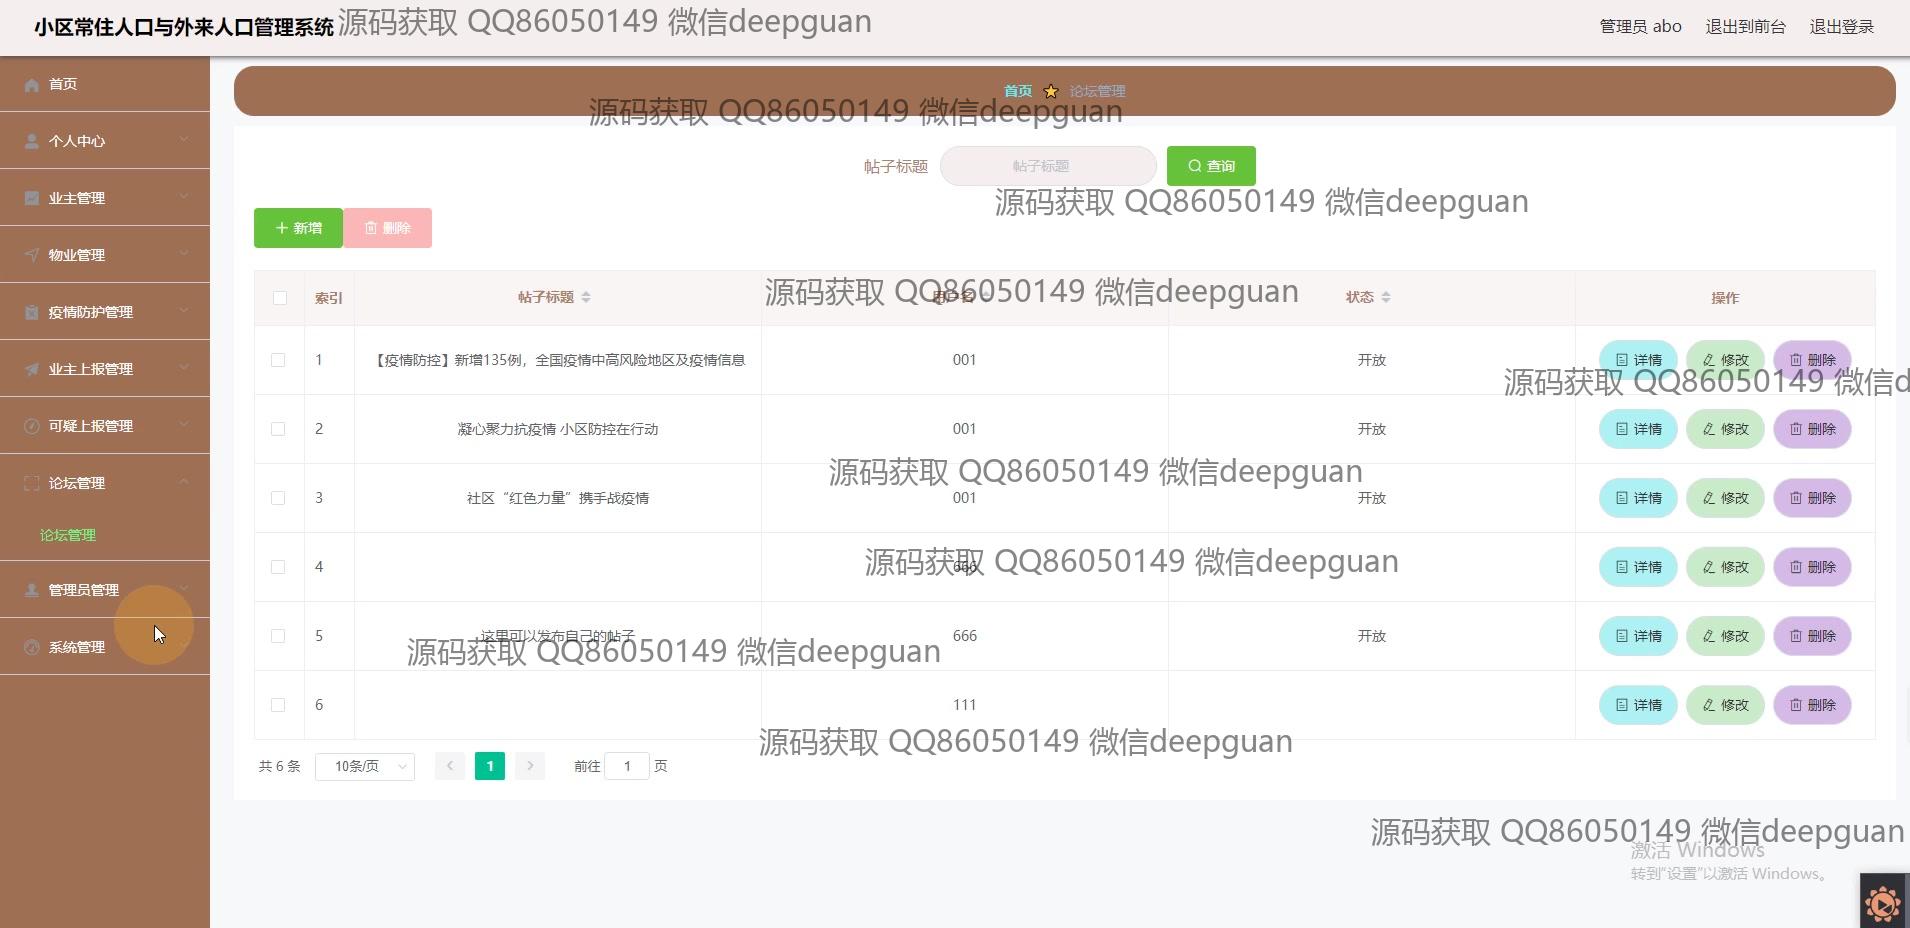 小区常住人口与外来人口管理系统
源码获取 QQ86050149 微信deepguan
管理员 abo 退出到前台 退出登录
首页
个人中心
业主管理
物业管理
疫情防护管理
业主上报管理
可疑上报管理
论坛管理
论坛管理
管理员管理
系统管理
首页 论坛管理
源码获取 QQ86050149 微信deepguan
帖子标题 帖子标题 查询
源码获取 QQ86050149 微信deepguan
新增 删除
索引 帖子标题 用户名 状态 操作
源码获取 QQ86050149 微信deepguan
1 【疫情防控】新增135例，全国疫情中高风险地区及疫情信息 001 开放 详情 修改 删除
源码获取 QQ86050149 微信d
2 凝心聚力抗疫情 小区防控在行动 001 开放 详情 修改 删除
源码获取 QQ86050149 微信deepguan
3 社区“红色力量”携手战疫情 001 开放 详情 修改 删除
源码获取 QQ86050149 微信deepguan
4 666 详情 修改 删除
5 这里可以发布自己的帖子 666 开放 详情 修改 删除
源码获取 QQ86050149 微信deepguan
6 111 详情 修改 删除
源码获取 QQ86050149 微信deepguan
共 6 条 10条/页 1 前往 1 页
源码获取 QQ86050149 微信deepguan
激活 Windows
转到“设置”以激活 Windows。